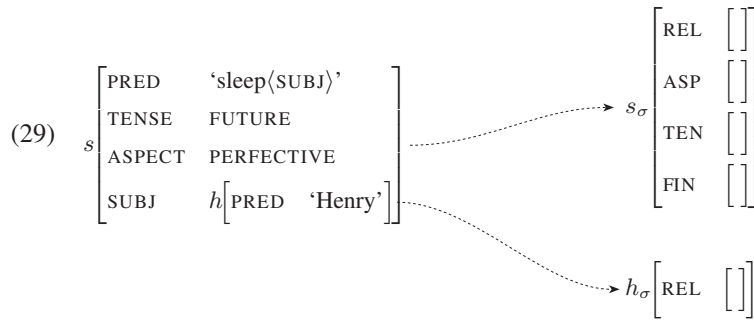 (29) s [PRED ‘sleep⟨SUBJ⟩’
TENSE FUTURE
ASPECT PERFECTIVE
SUBJ h[PRED ‘Henry’]]
sσ [REL [ ]
ASP [ ]
TEN [ ]
FIN [ ]]
hσ[REL [ ]]